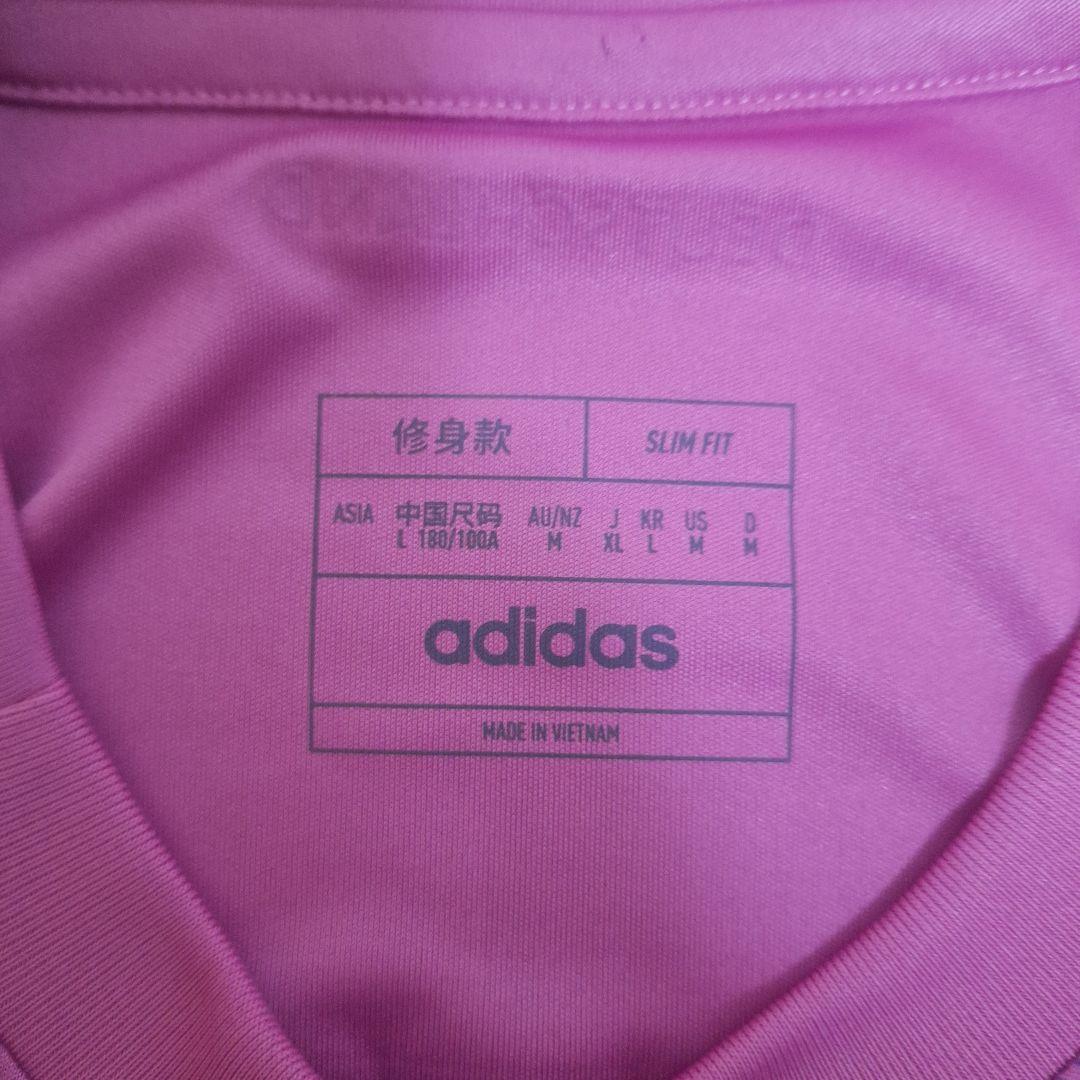 修身款 SLIM FIT
ASIA 中国尺码 AU/NZ J KR US D
L 180/100A M XL L M M
adidas
MADE IN VIETNAM